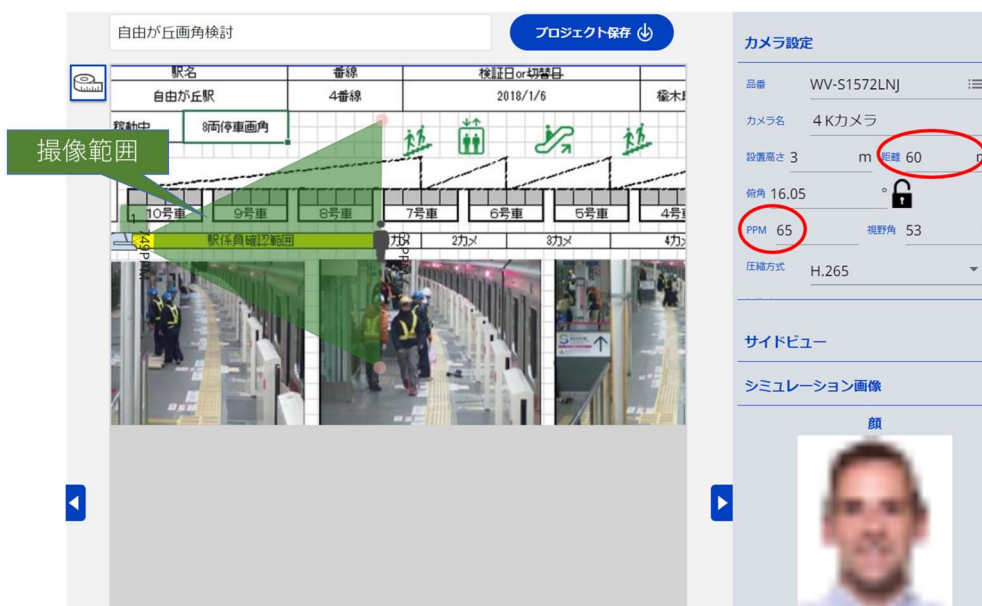 自由が丘画角検討
プロジェクト保存
カメラ設定
駅名 番線 検証日or切替日
自由が丘駅 4番線 2018/1/6
稼動中 8両停車画角
撮像範囲
品番 WV-S1572LNJ
カメラ名 4Kカメラ
設置高さ 3 m 距離 60
俯角 16.05 °
PPM 65 視野角 53
圧縮方式 H.265
1 10号車 9号車 8号車 7号車 6号車 5号車
駅係員確認範囲 2カメ 3カメ
749PPM
サイドビュー
シミュレーション画像
顔